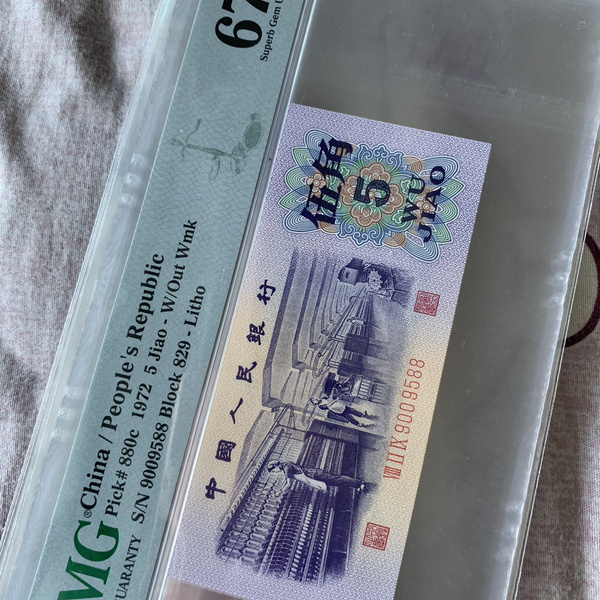 67
Superb Gem U
MG®
China / People's Republic
Pick# 880c 1972 5 Jiao - W/Out Wmk
UARANTY S/N 9009588 Block 829 - Litho
伍角
5
WU
JIAO
中國人民銀行
VIII II IX 9009588